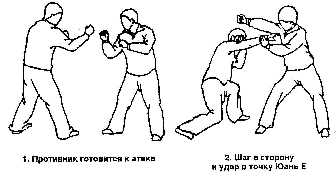 1. Противник готовится к атаке
2. Шаг в сторону
и удар в точку Юань Е